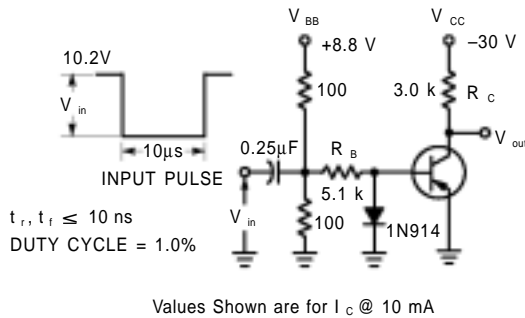 V BB
+8.8 V
V CC
−30 V
10.2V
V in
10μs
INPUT PULSE
100
3.0 k
R C
V out
0.25μF
R B
5.1 k
V in
100
1N914
t r, t f ≤ 10 ns
DUTY CYCLE = 1.0%
Values Shown are for I C @ 10 mA